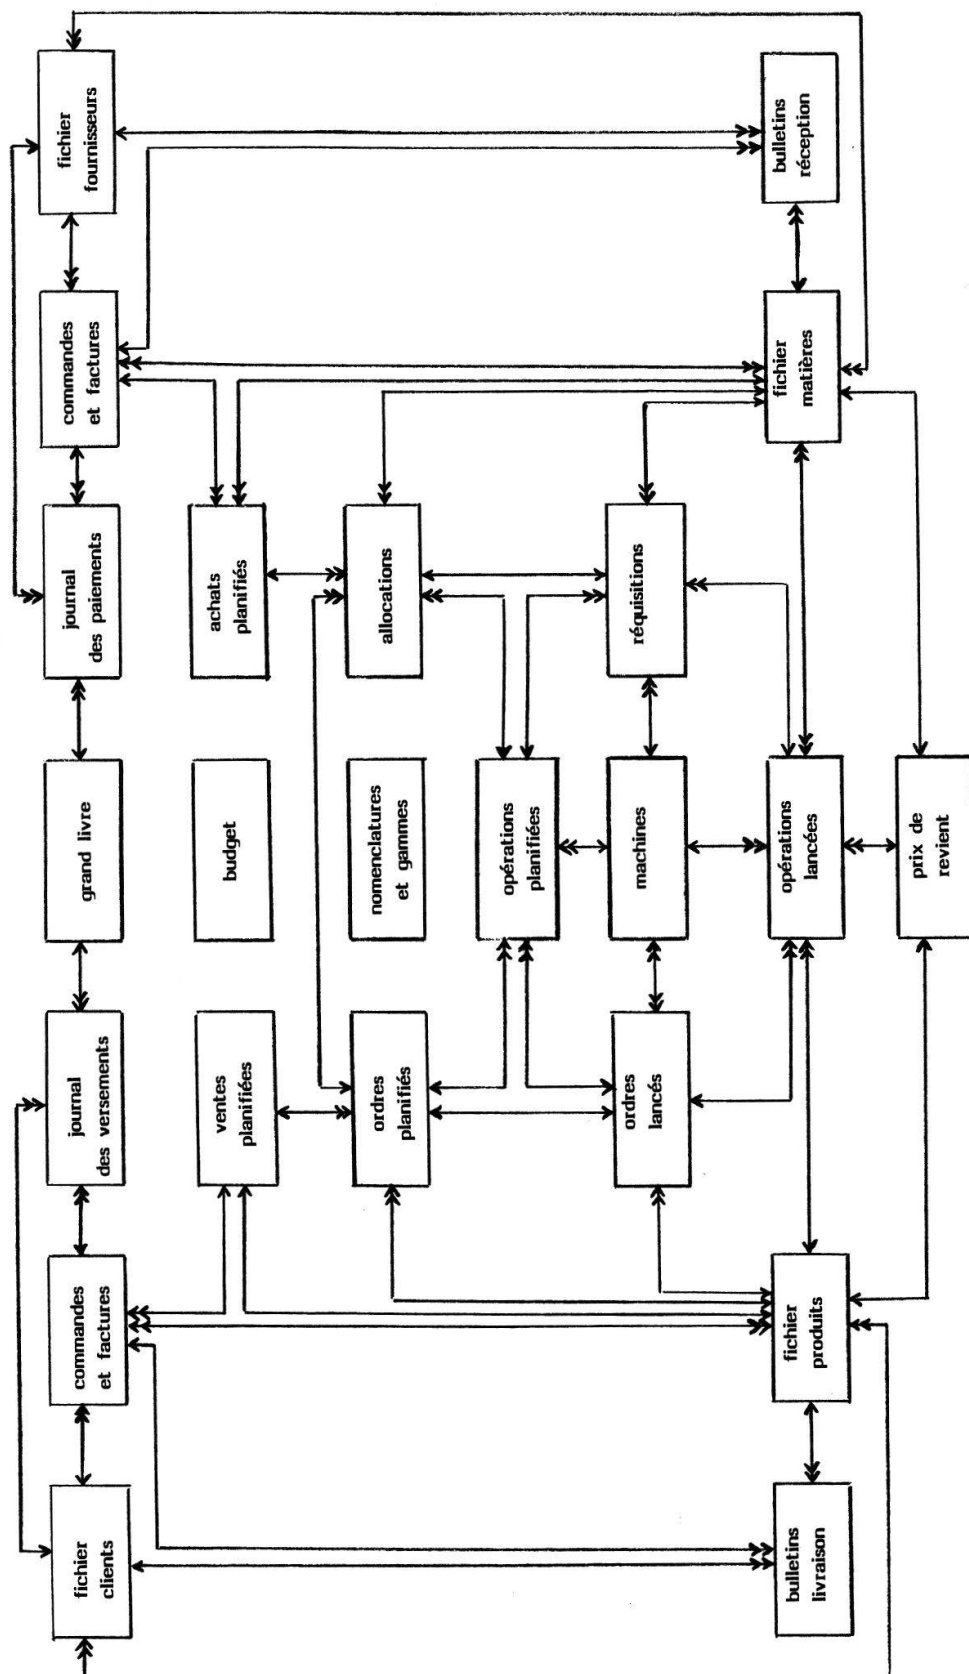 fichier
clients
commandes
et factures
journal
des versements
grand livre
journal
des paiements
commandes
et factures
fichier
fournisseurs
ventes
planifiées
budget
achats
planifiés
ordres
planifiés
nomenclatures
et gammes
allocations
opérations
planifiées
ordres
lancés
machines
réquisitions
bulletins
livraison
fichier
produits
opérations
lancées
fichier
matières
bulletins
réception
prix de
revient